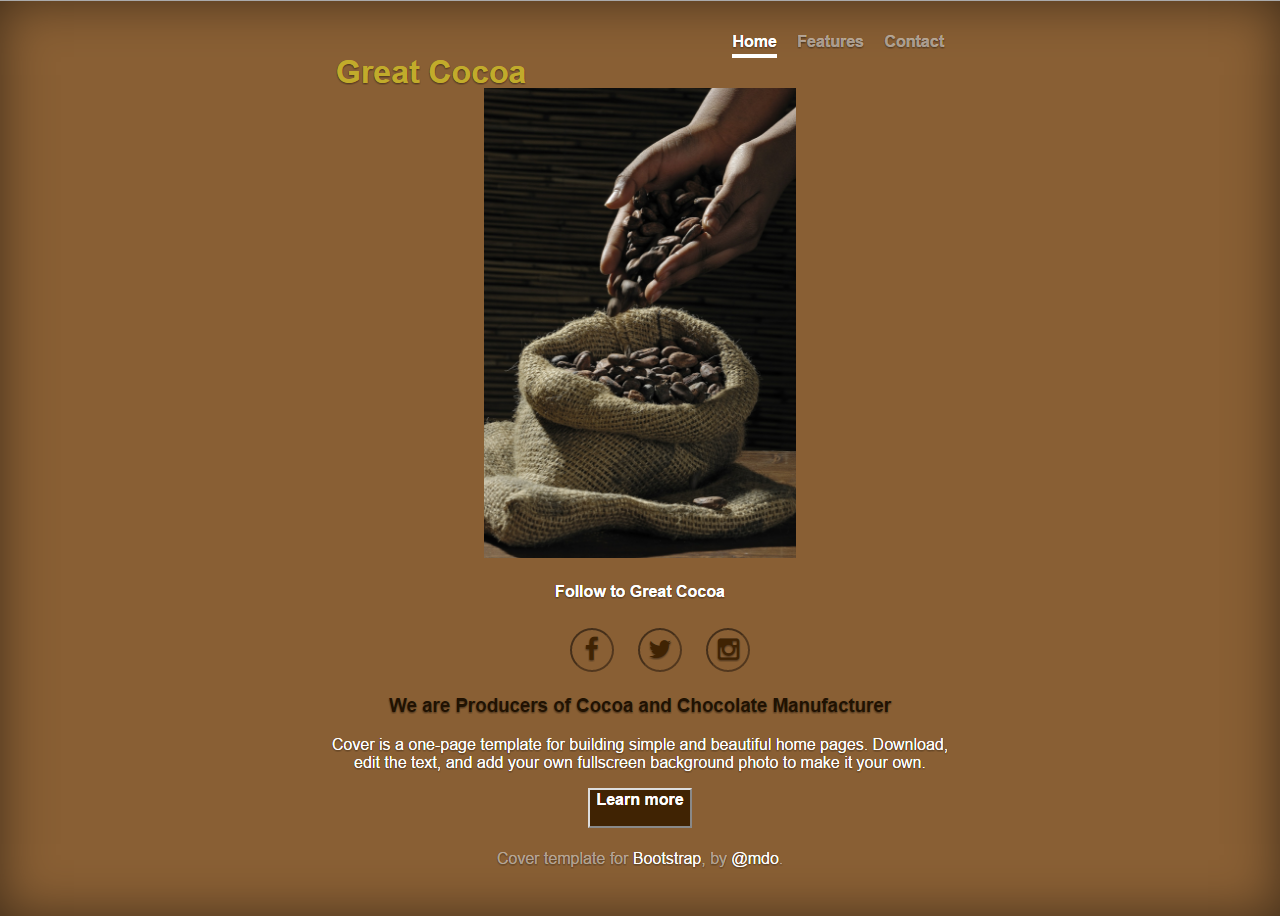 Home Features Contact
Great Cocoa
Follow to Great Cocoa
We are Producers of Cocoa and Chocolate Manufacturer
Cover is a one-page template for building simple and beautiful home pages. Download,
edit the text, and add your own fullscreen background photo to make it your own.
Learn more
Cover template for Bootstrap, by @mdo.